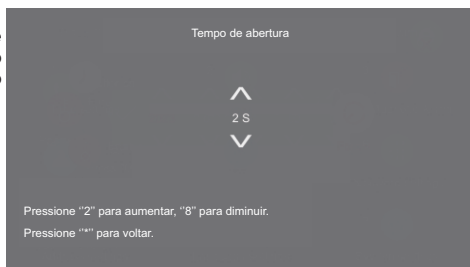 Tempo de abertura
2 S
Pressione ‘‘2’’ para aumentar, ‘‘8’’ para diminuir.
Pressione ‘‘*’’ para voltar.